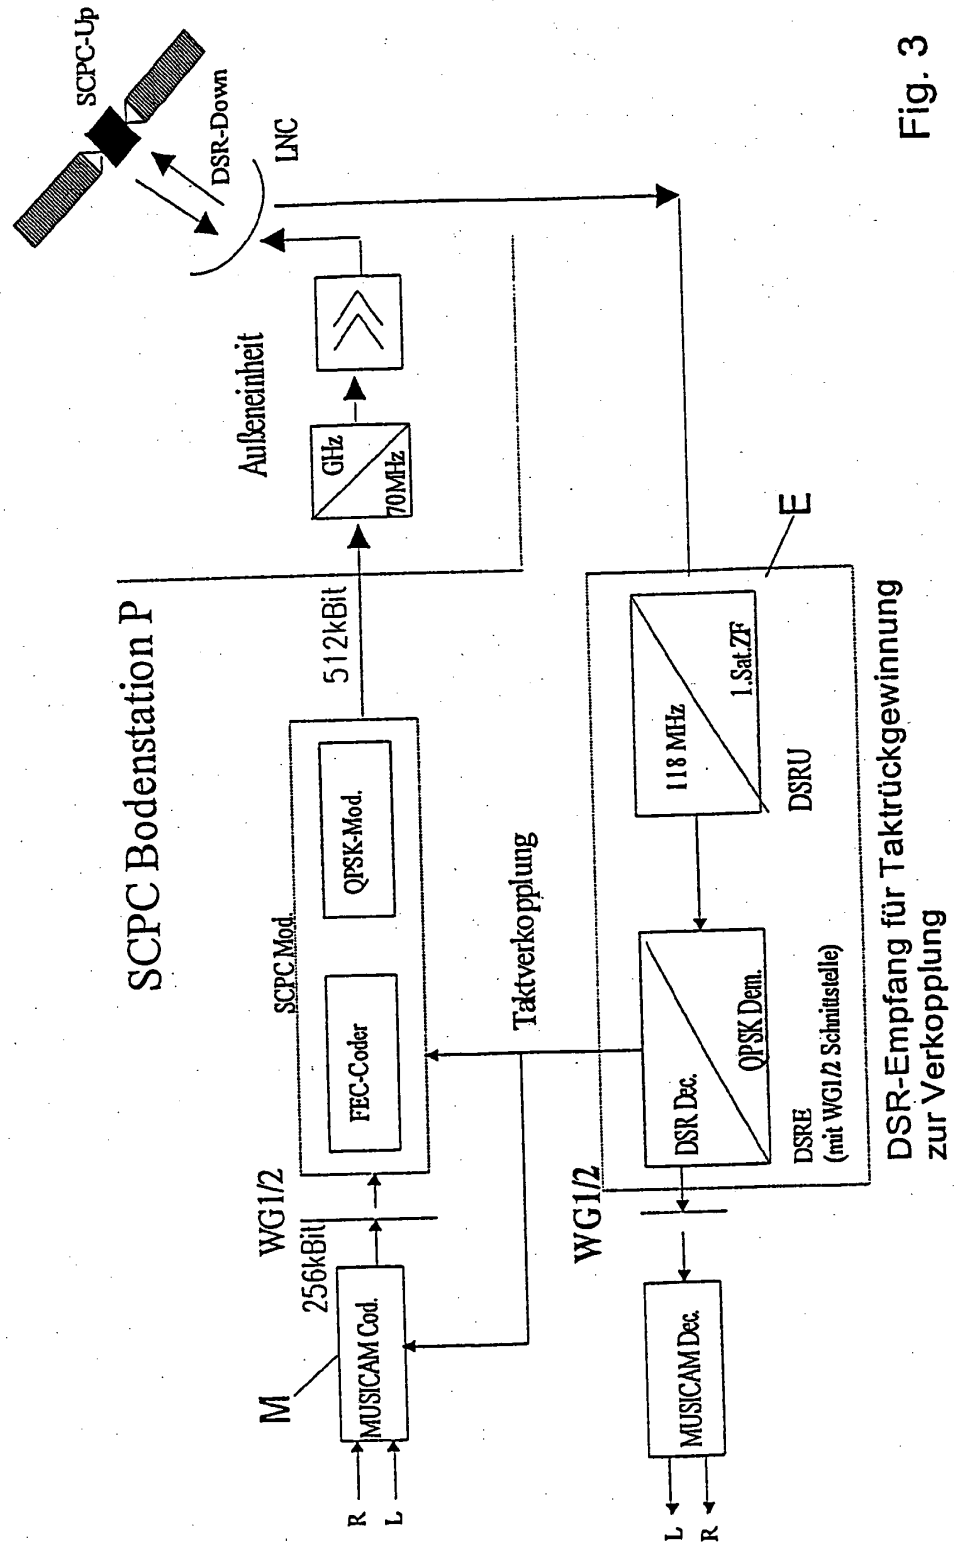 SCPC Bodenstation P
SCPC-Up
DSR-Down
LNC
Außeneinheit
GHz
70MHz
512kBit
SCPC Mod.
QPSK-Mod.
FEC-Coder
WG1/2
256kBit
M
MUSICAM Cod.
R
L
Taktverkopplung
WG1/2
DSR Dec.
QPSK Dem.
118 MHz
1.Sat.ZF
DSRU
E
DSRE
(mit WG1/2 Schnittstelle)
MUSICAM Dec.
L
R
DSR-Empfang für Taktrückgewinnung
zur Verkopplung
Fig. 3